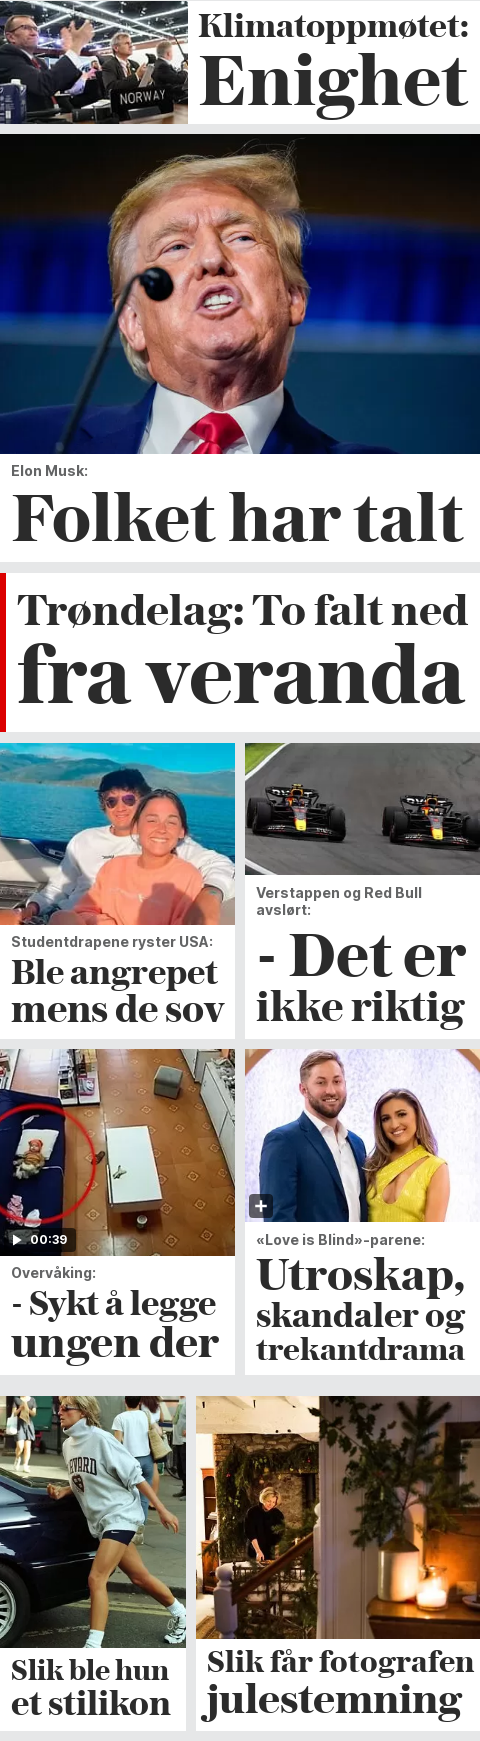 NORWAY
Klimatoppmøtet:
Enighet
Elon Musk:
Folket har talt
Trøndelag: To falt ned
fra veranda
Studentdrapene ryster USA:
Ble angrepet
mens de sov
Verstappen og Red Bull
avslørt:
- Det er
ikke riktig
00:39
Overvåking:
- Sykt å legge
ungen der
«Love is Blind»-parene:
Utroskap,
skandaler og
trekantdrama
Slik ble hun
et stilikon
Slik får fotografen
julestemning